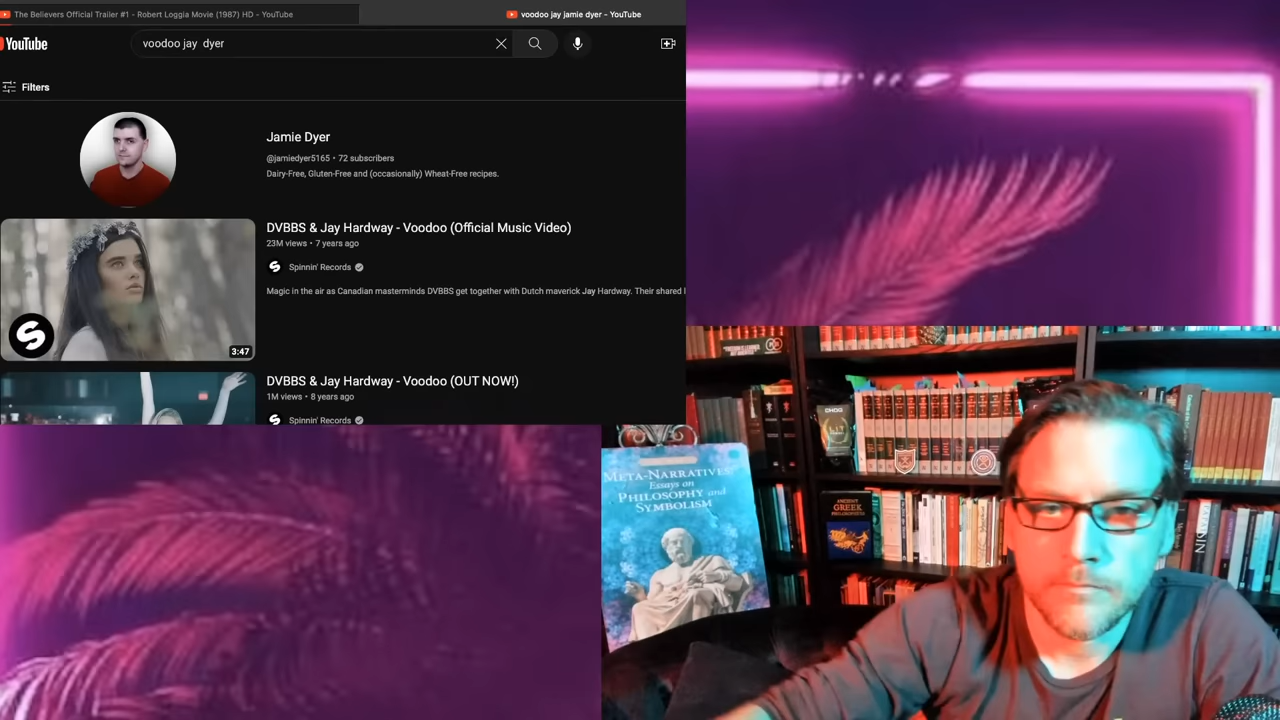 The Believers Official Trailer #1 - Robert Loggia Movie (1987) HD - YouTube
voodoo jay jamie dyer - YouTube
YouTube
voodoo jay  dyer
Filters
Jamie Dyer
@jamiedyer5165 • 72 subscribers
Dairy-Free, Gluten-Free and (occasionally) Wheat-Free recipes.
DVBBS & Jay Hardway - Voodoo (Official Music Video)
23M views • 7 years ago
Spinnin' Records
Magic in the air as Canadian masterminds DVBBS get together with Dutch maverick Jay Hardway. Their shared
3:47
DVBBS & Jay Hardway - Voodoo (OUT NOW!)
1M views • 8 years ago
Spinnin' Records
META-NARRATIVES:
Essays on
PHILOSOPHY and
SYMBOLISM
ANCIENT
GREEK